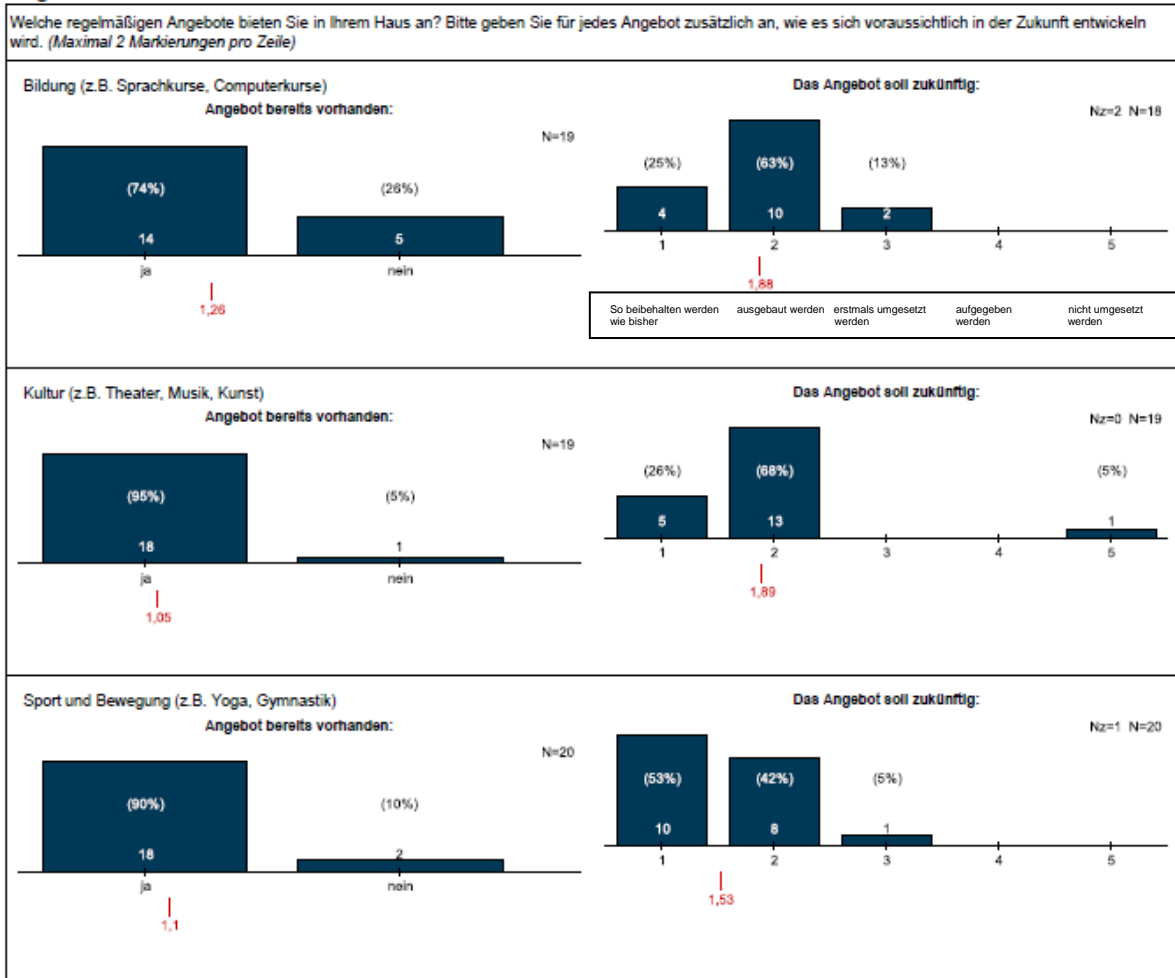 Welche regelmäßigen Angebote bieten Sie in Ihrem Haus an? Bitte geben Sie für jedes Angebot zusätzlich an, wie es sich voraussichtlich in der Zukunft entwickeln
wird. (Maximal 2 Markierungen pro Zeile)
Bildung (z.B. Sprachkurse, Computerkurse)
Angebot bereits vorhanden:
N=19
(74%) (26%)
14 5
ja nein
1,26
Das Angebot soll zukünftig:
Nz=2 N=18
(25%) (63%) (13%)
4 10 2
1 2 3 4 5
1,88
So beibehalten werden ausgebaut werden erstmals umgesetzt aufgegeben nicht umgesetzt
wie bisher werden werden werden
Kultur (z.B. Theater, Musik, Kunst)
Angebot bereits vorhanden:
N=19
(95%) (5%)
18 1
ja nein
1,05
Das Angebot soll zukünftig:
Nz=0 N=19
(26%) (68%) (5%)
5 13 1
1 2 3 4 5
1,89
Sport und Bewegung (z.B. Yoga, Gymnastik)
Angebot bereits vorhanden:
N=20
(90%) (10%)
18 2
ja nein
1,1
Das Angebot soll zukünftig:
Nz=1 N=20
(53%) (42%) (5%)
10 8 1
1 2 3 4 5
1,53